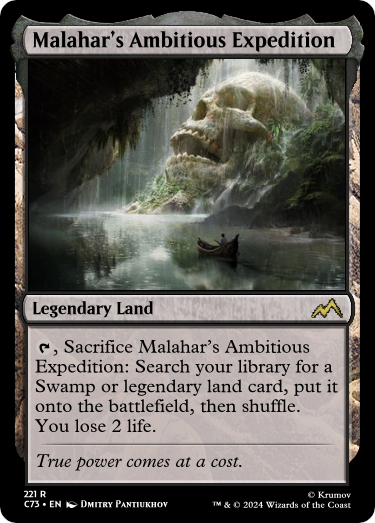 Malahar's Ambitious Expedition
Legendary Land
, Sacrifice Malahar's Ambitious
Expedition: Search your library for a
Swamp or legendary land card, put it
onto the battlefield, then shuffle.
You lose 2 life.
True power comes at a cost.
221 R
© Krumov
C73 • EN Dmitry Pantiukhov
™ & © 2024 Wizards of the Coast